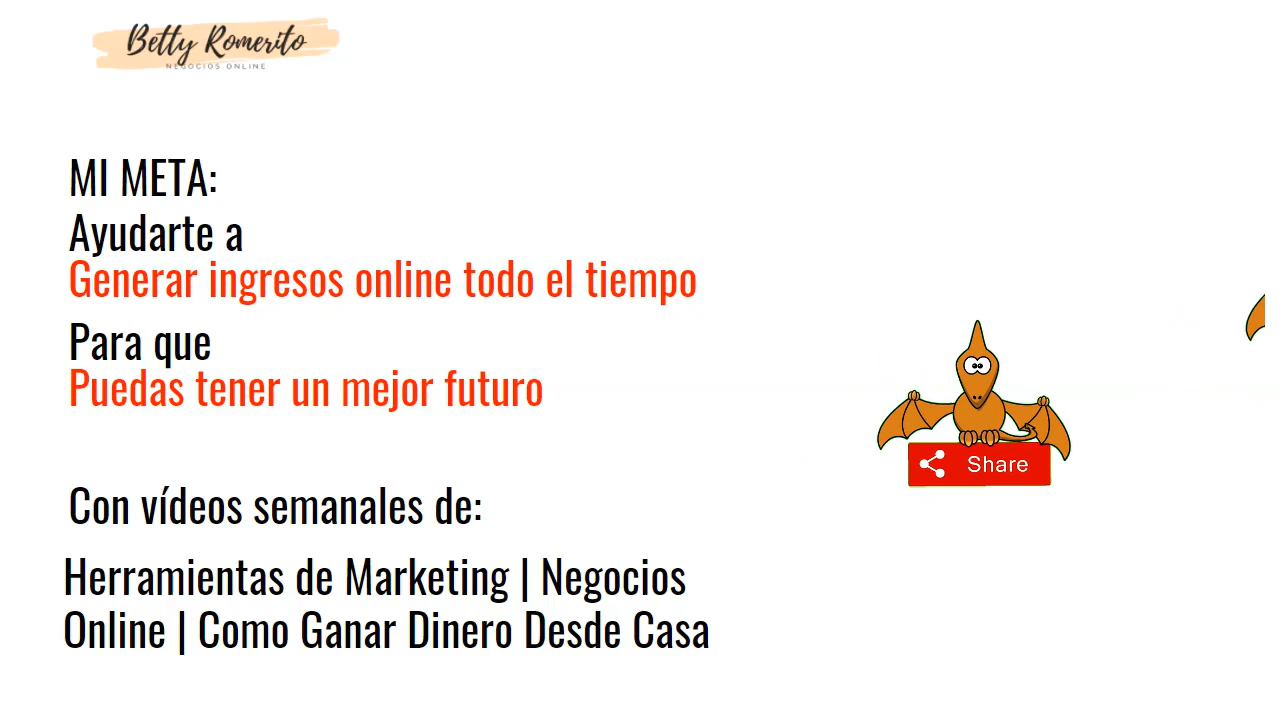 Betty Romerito
NEGOCIOS ONLINE
MI META:
Ayudarte a
Generar ingresos online todo el tiempo
Para que
Puedas tener un mejor futuro
Share
Con vídeos semanales de:
Herramientas de Marketing | Negocios
Online | Como Ganar Dinero Desde Casa